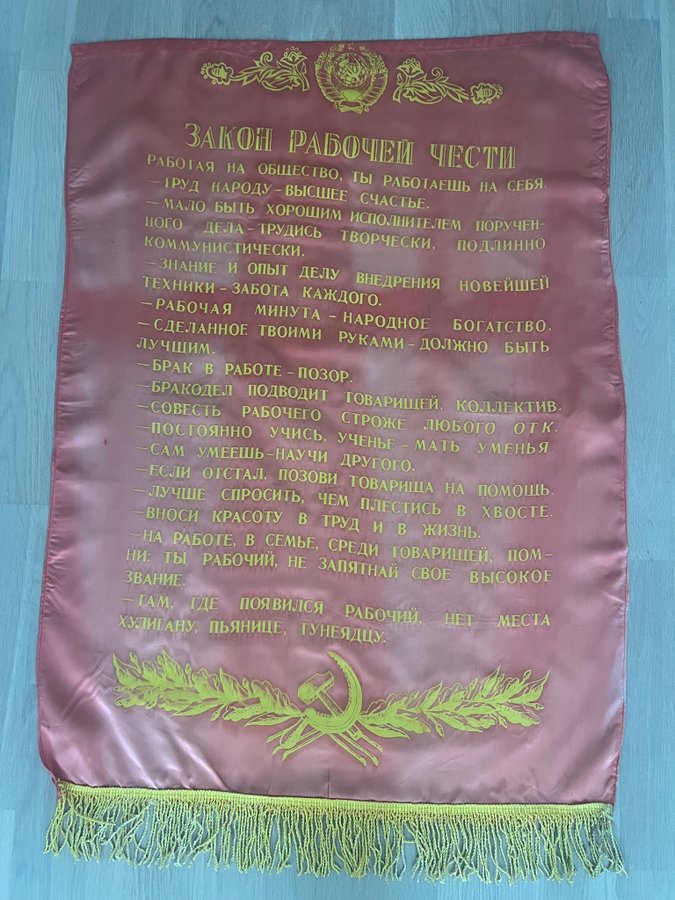 ЗАКОН РАБОЧЕЙ ЧЕСТИ
РАБОТАЯ НА ОБЩЕСТВО, ТЫ РАБОТАЕШЬ НА СЕБЯ.
— ТРУД НАРОДУ – ВЫСШЕЕ СЧАСТЬЕ.
— МАЛО БЫТЬ ХОРОШИМ ИСПОЛНИТЕЛЕМ ПОРУЧЕН-
НОГО ДЕЛА – ТРУДИСЬ ТВОРЧЕСКИ, ПОДЛИННО
КОММУНИСТИЧЕСКИ.
— ЗНАНИЕ И ОПЫТ ДЕЛУ ВНЕДРЕНИЯ НОВЕЙШЕЙ
ТЕХНИКИ – ЗАБОТА КАЖДОГО.
— РАБОЧАЯ МИНУТА – НАРОДНОЕ БОГАТСТВО.
— СДЕЛАННОЕ ТВОИМИ РУКАМИ – ДОЛЖНО БЫТЬ
ЛУЧШИМ.
— БРАК В РАБОТЕ – ПОЗОР.
— БРАКОДЕЛ ПОДВОДИТ ТОВАРИЩЕЙ, КОЛЛЕКТИВ.
— СОВЕСТЬ РАБОЧЕГО СТРОЖЕ ЛЮБОГО ОТК.
— ПОСТОЯННО УЧИСЬ, УЧЕНЬЕ – МАТЬ УМЕНЬЯ.
— САМ УМЕЕШЬ – НАУЧИ ДРУГОГО.
— ЕСЛИ ОТСТАЛ, ПОЗОВИ ТОВАРИЩА НА ПОМОЩЬ.
— ЛУЧШЕ СПРОСИТЬ, ЧЕМ ПЛЕСТИСЬ В ХВОСТЕ.
— ВНОСИ КРАСОТУ В ТРУД И В ЖИЗНЬ.
— НА РАБОТЕ, В СЕМЬЕ, СРЕДИ ТОВАРИЩЕЙ, ПОМ-
НИ: ТЫ РАБОЧИЙ, НЕ ЗАПЯТНАЙ СВОЕ ВЫСОКОЕ
ЗВАНИЕ.
— ТАМ, ГДЕ ПОЯВИЛСЯ РАБОЧИЙ, НЕТ МЕСТА
ХУЛИГАНУ, ПЬЯНИЦЕ, ТУНЕЯДЦУ.